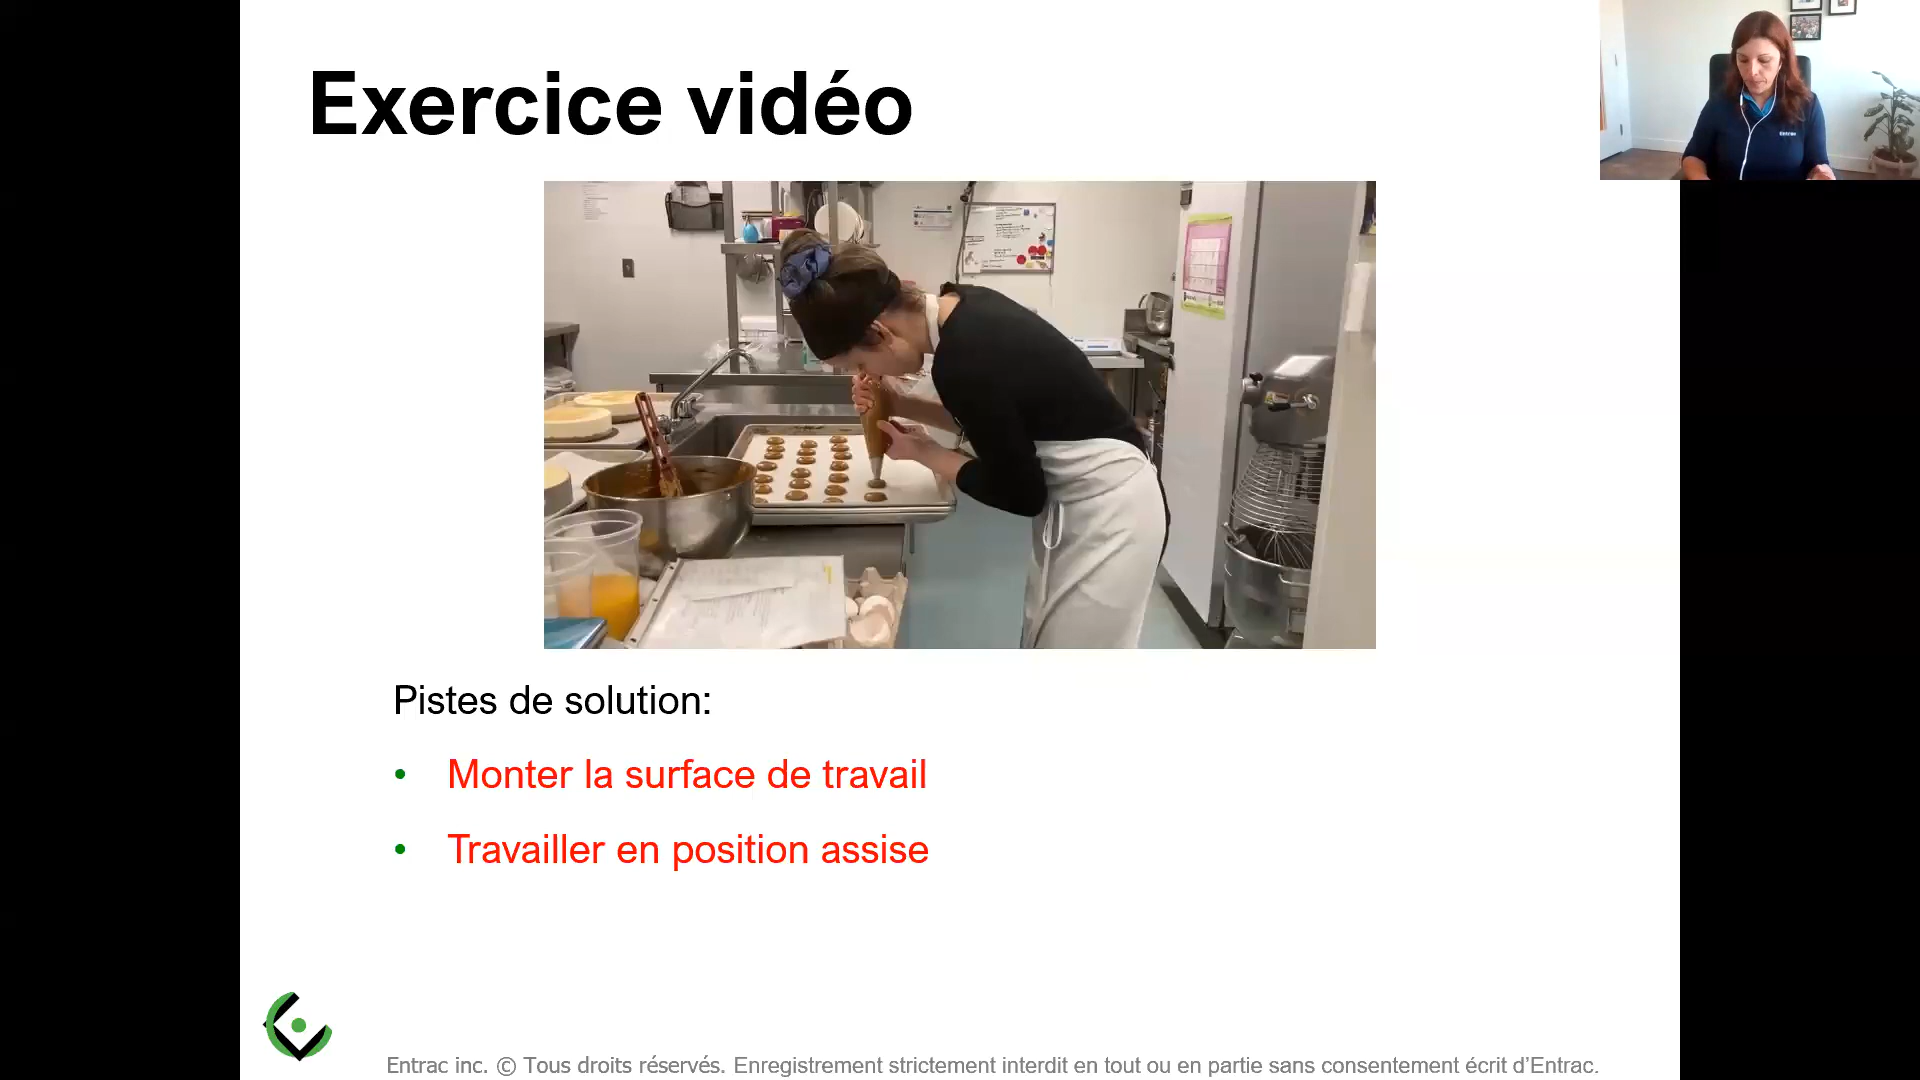 Exercice vidéo
Entrac
Pistes de solution:
• Monter la surface de travail
• Travailler en position assise
Entrac inc. © Tous droits réservés. Enregistrement strictement interdit en tout ou en partie sans consentement écrit d’Entrac.